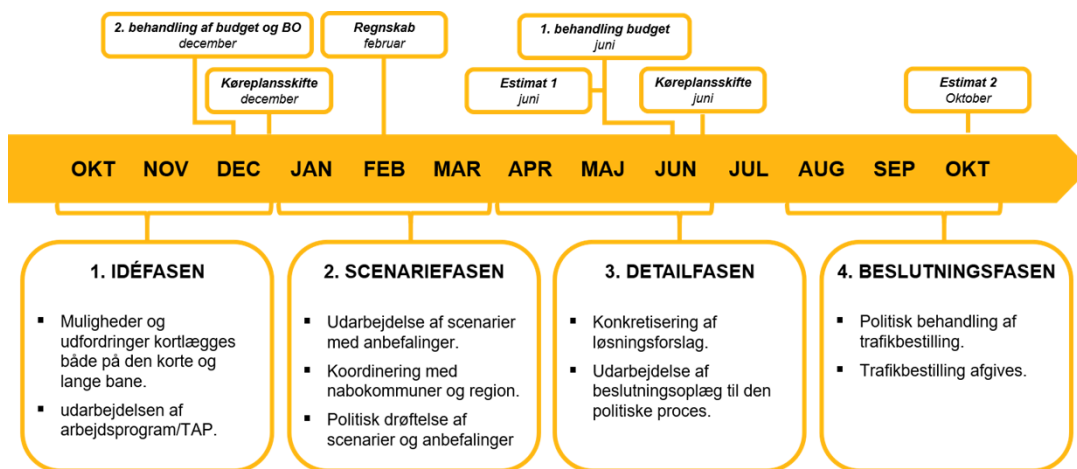 2. behandling af budget og BO
december
Regnskab
februar
1. behandling budget
juni
Køreplansskifte
december
Estimat 1
juni
Køreplansskifte
juni
Estimat 2
Oktober
OKT NOV DEC JAN FEB MAR APR MAJ JUN JUL AUG SEP OKT
1. IDÉFASEN
▪ Muligheder og
udfordringer kortlægges
både på den korte og
lange bane.
▪ udarbejdelsen af
arbejdsprogram/TAP.
2. SCENARIEFASEN
▪ Udarbejdelse af scenarier
med anbefalinger.
▪ Koordinering med
nabokommuner og region.
▪ Politisk drøftelse af
scenarier og anbefalinger
3. DETAILFASEN
▪ Konkretisering af
løsningsforslag.
▪ Udarbejdelse af
beslutningsoplæg til den
politiske proces.
4. BESLUTNINGSFASEN
▪ Politisk behandling af
trafikbestilling.
▪ Trafikbestilling afgives.